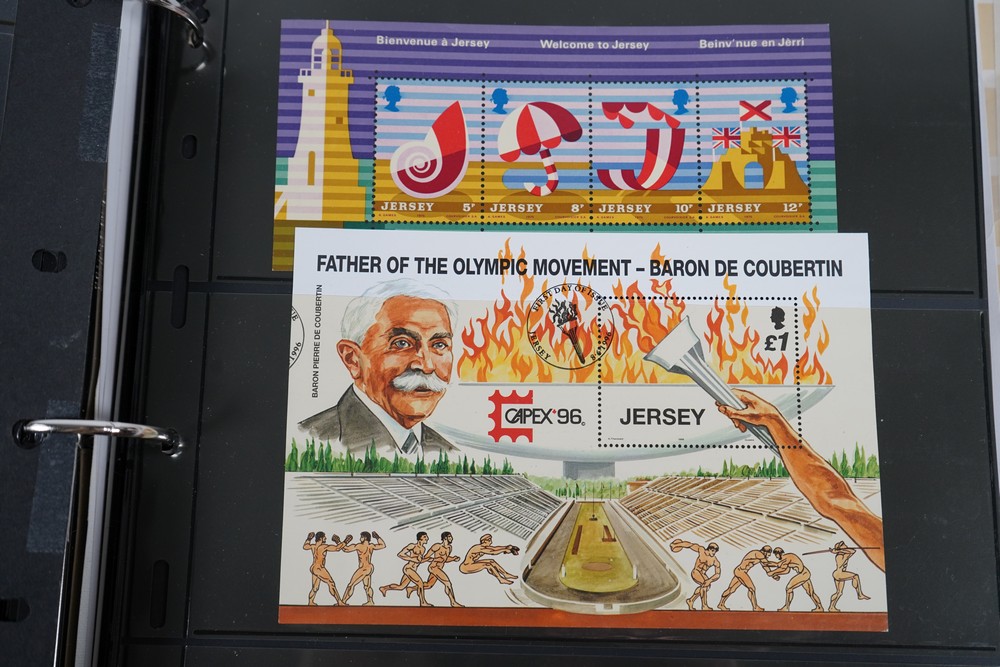 Bienvenue à Jersey Welcome to Jersey Beinv'nue en Jèrri
JERSEY 5P JERSEY 8P JERSEY 10P JERSEY 12P
FATHER OF THE OLYMPIC MOVEMENT – BARON DE COUBERTIN
BARON PIERRE DE COUBERTIN
1996
FIRST DAY OF ISSUE
JERSEY
£1
CAPEX '96
JERSEY